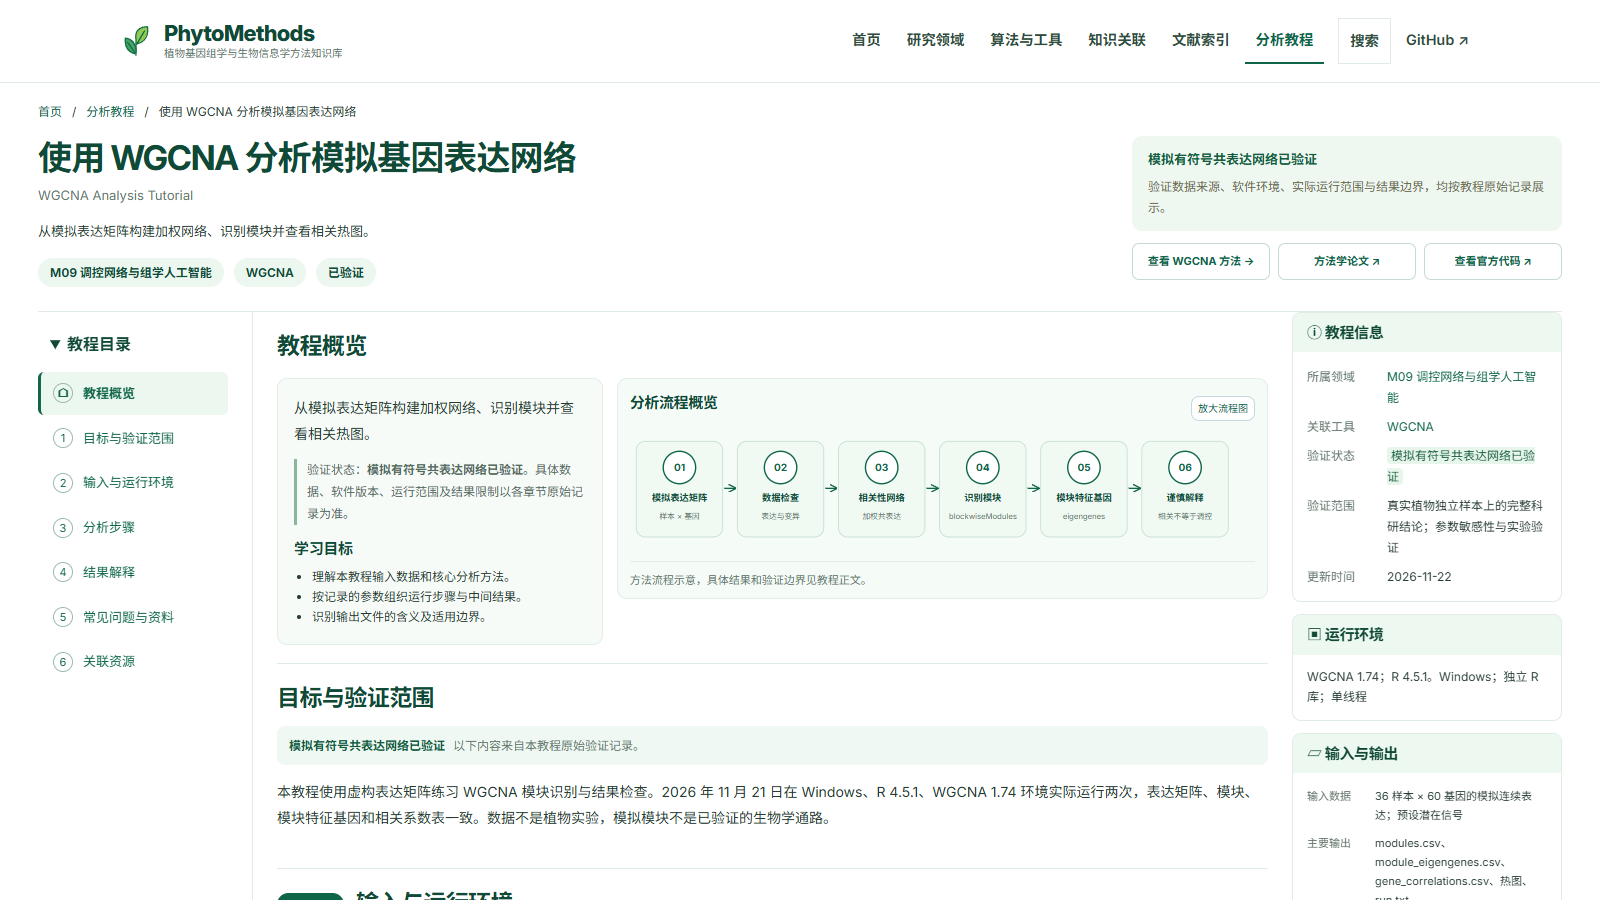 PhytoMethods
植物基因组学与生物信息学方法知识库
首页 研究领域 算法与工具 知识关联 文献索引 分析教程 搜索 GitHub ↗
首页 / 分析教程 / 使用 WGCNA 分析模拟基因表达网络
使用 WGCNA 分析模拟基因表达网络
WGCNA Analysis Tutorial
从模拟表达矩阵构建加权网络、识别模块并查看相关热图。
M09 调控网络与组学人工智能 WGCNA 已验证
模拟有符号共表达网络已验证
验证数据来源、软件环境、实际运行范围与结果边界，均按教程原始记录展
示。
查看 WGCNA 方法 → 方法学论文 ↗ 查看官方代码 ↗
▼ 教程目录
教程概览
1 目标与验证范围
2 输入与运行环境
3 分析步骤
4 结果解释
5 常见问题与资料
6 关联资源
教程概览
从模拟表达矩阵构建加权网络、识别模块并查
看相关热图。
验证状态：模拟有符号共表达网络已验证。具体数
据、软件版本、运行范围及结果限制以各章节原始记
录为准。
学习目标
• 理解本教程输入数据和核心分析方法。
• 按记录的参数组织运行步骤与中间结果。
• 识别输出文件的含义及适用边界。
分析流程概览
放大流程图
01 02 03 04 05 06
模拟表达矩阵 → 数据检查 → 相关性网络 → 识别模块 → 模块特征基因 → 谨慎解释
样本 × 基因 表达与变异 加权共表达 blockwiseModules eigengenes 相关不等于调控
方法流程示意，具体结果和验证边界见教程正文。
目标与验证范围
模拟有符号共表达网络已验证 以下内容来自本教程原始验证记录。
本教程使用虚构表达矩阵练习 WGCNA 模块识别与结果检查。2026 年 11 月 21 日在 Windows、R 4.5.1、WGCNA 1.74 环境实际运行两次，表达矩阵、模块、
模块特征基因和相关系数表一致。数据不是植物实验，模拟模块不是已验证的生物学通路。
输入与运行环境
教程信息
所属领域 M09 调控网络与组学人工智
能
关联工具 WGCNA
验证状态 模拟有符号共表达网络已验
证
验证范围 真实植物独立样本上的完整科
研结论；参数敏感性与实验验
证
更新时间 2026-11-22
运行环境
WGCNA 1.74；R 4.5.1。Windows；独立 R
库；单线程
输入与输出
输入数据 36 样本 × 60 基因的模拟连续表
达；预设潜在信号
主要输出 modules.csv、
module_eigengenes.csv、
gene_correlations.csv、热图、
run.txt